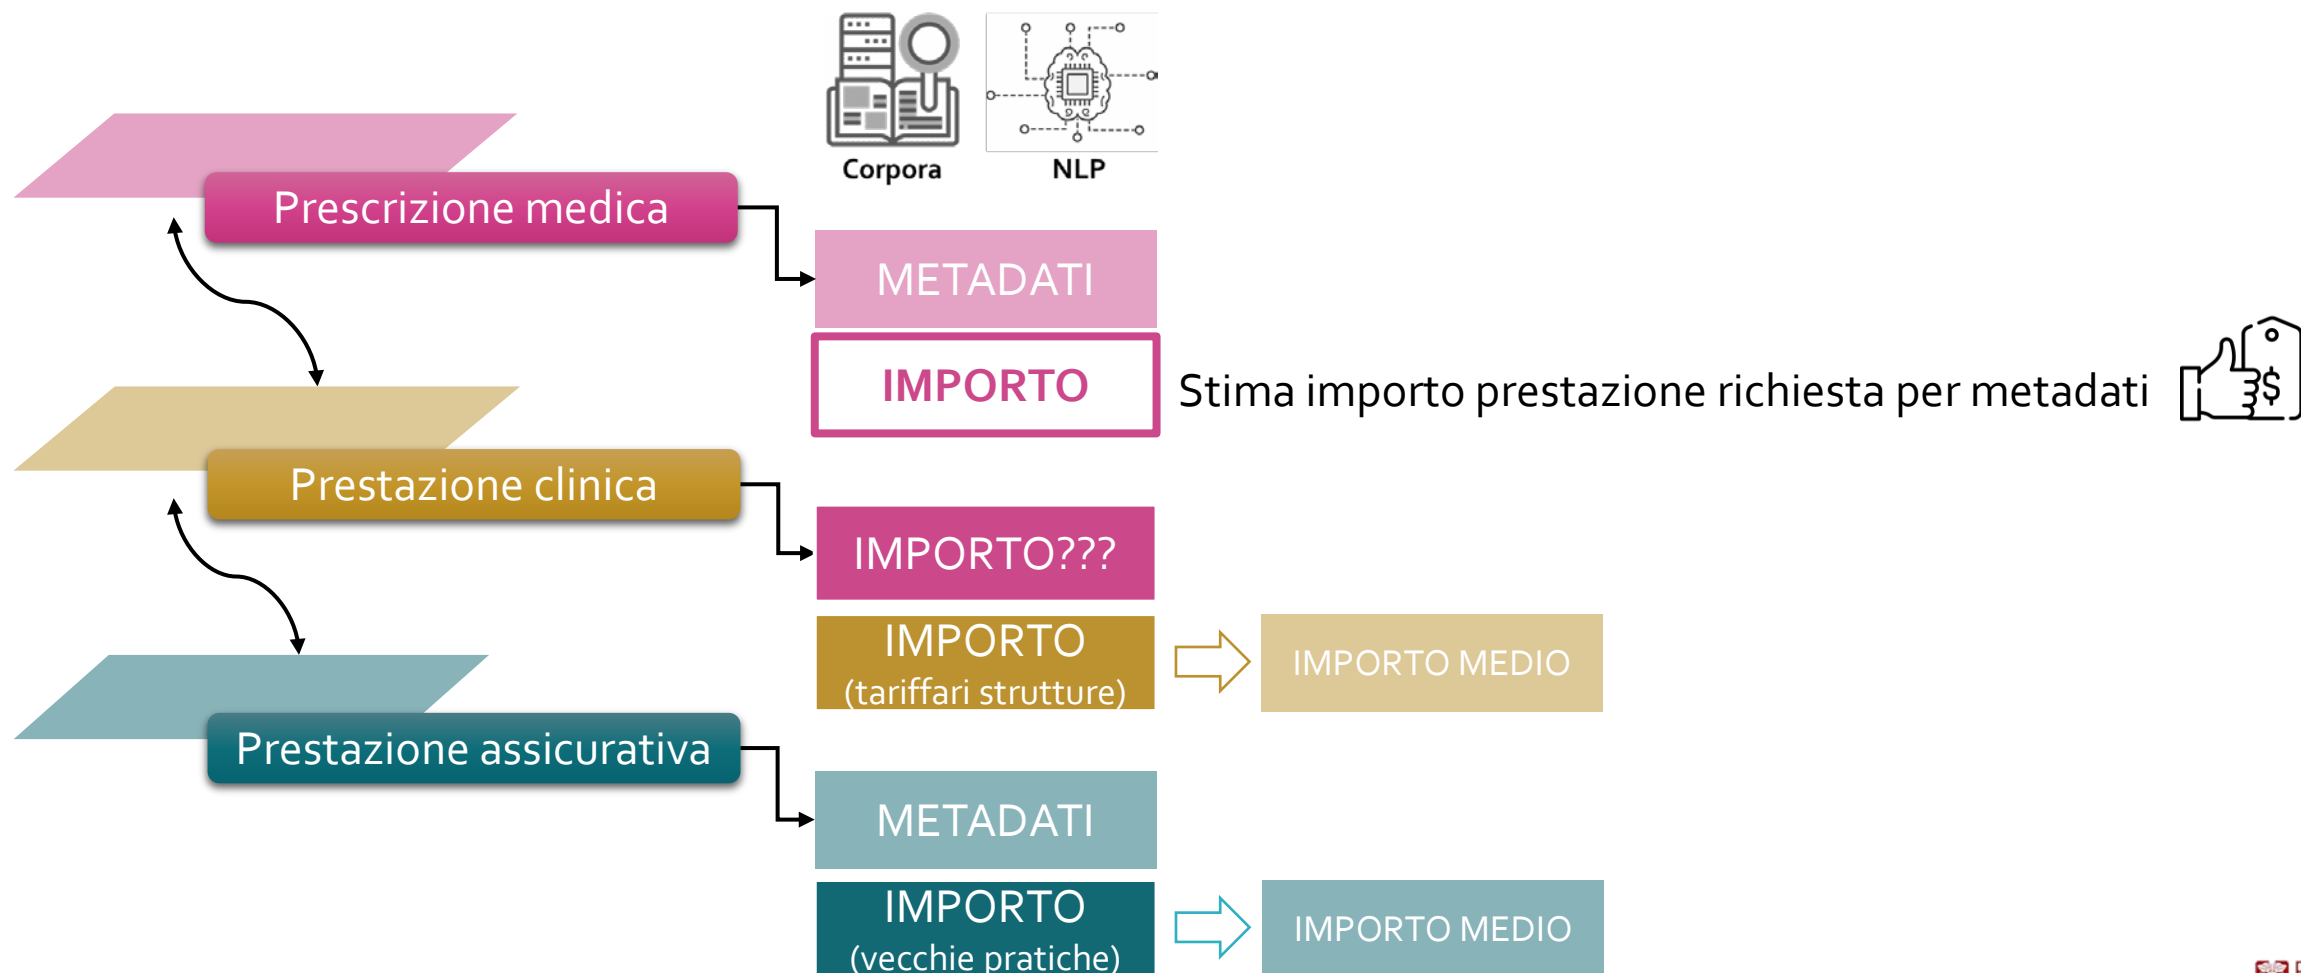 Corpora
NLP
Prescrizione medica
METADATI
IMPORTO
Stima importo prestazione richiesta per metadati
$
Prestazione clinica
IMPORTO???
IMPORTO
(tariffari strutture)
IMPORTO MEDIO
Prestazione assicurativa
METADATI
IMPORTO
(vecchie pratiche)
IMPORTO MEDIO